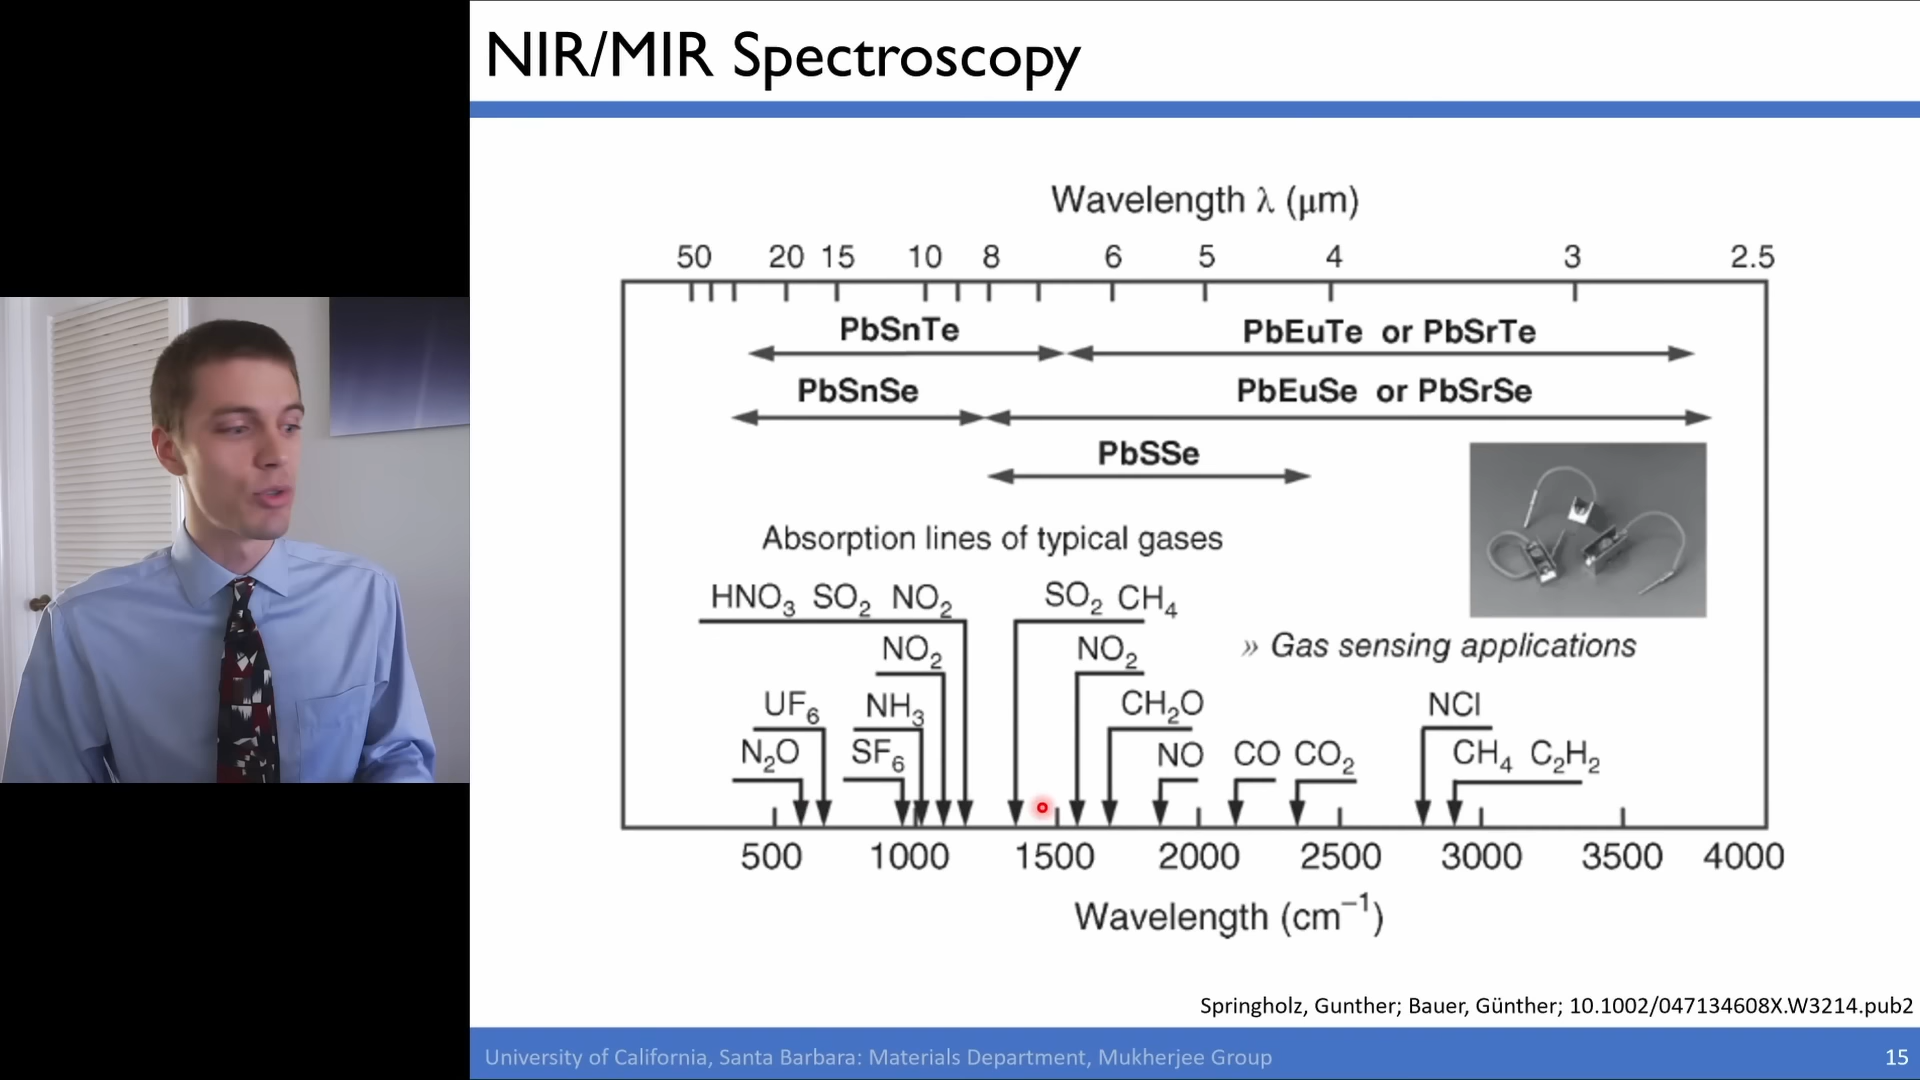 NIR/MIR Spectroscopy
Wavelength λ (μm)
50 20 15 10 8 6 5 4 3 2.5
PbSnTe PbEuTe or PbSrTe
PbSnSe PbEuSe or PbSrSe
PbSSe
Absorption lines of typical gases
HNO₃ SO₂ NO₂ SO₂ CH₄
NO₂ NO₂ » Gas sensing applications
UF₆ NH₃ CH₂O NCl
N₂O SF₆ NO CO CO₂ CH₄ C₂H₂
500 1000 1500 2000 2500 3000 3500 4000
Wavelength (cm⁻¹)
Springholz, Gunther; Bauer, Günther; 10.1002/047134608X.W3214.pub2
University of California, Santa Barbara: Materials Department, Mukherjee Group 15